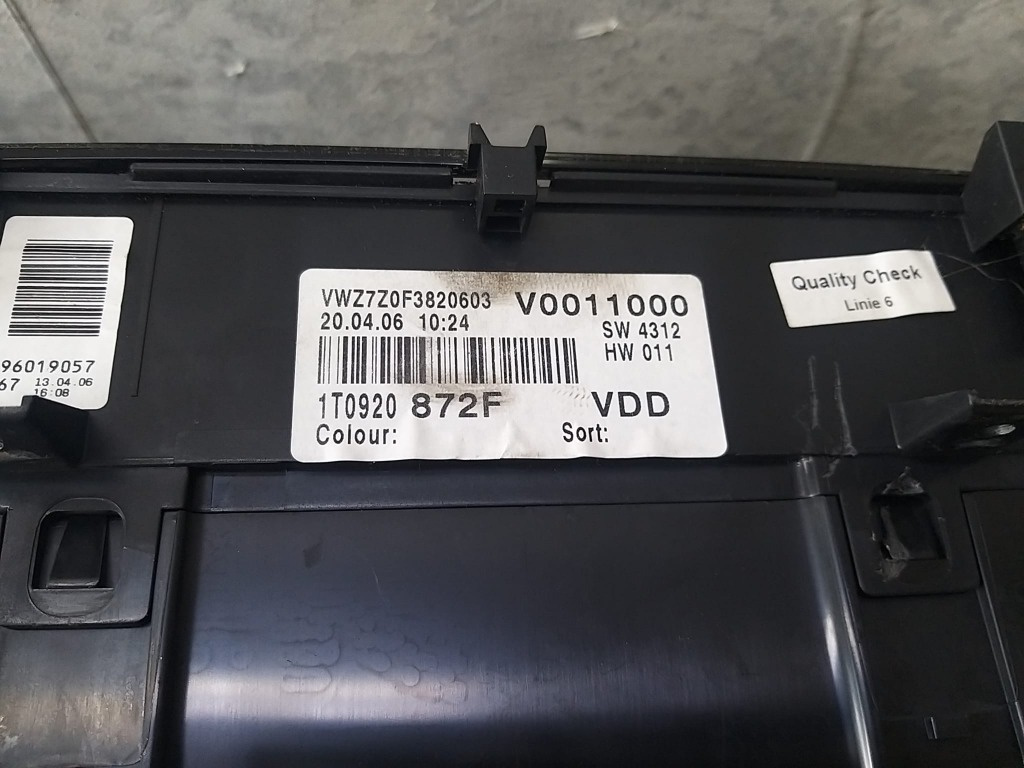 96019057
67 13.04.06
16:08
VWZ7Z0F3820603 V0011000
20.04.06 10:24 SW 4312
HW 011
1T0920 872F VDD
Colour: Sort:
Quality Check
Linie 6